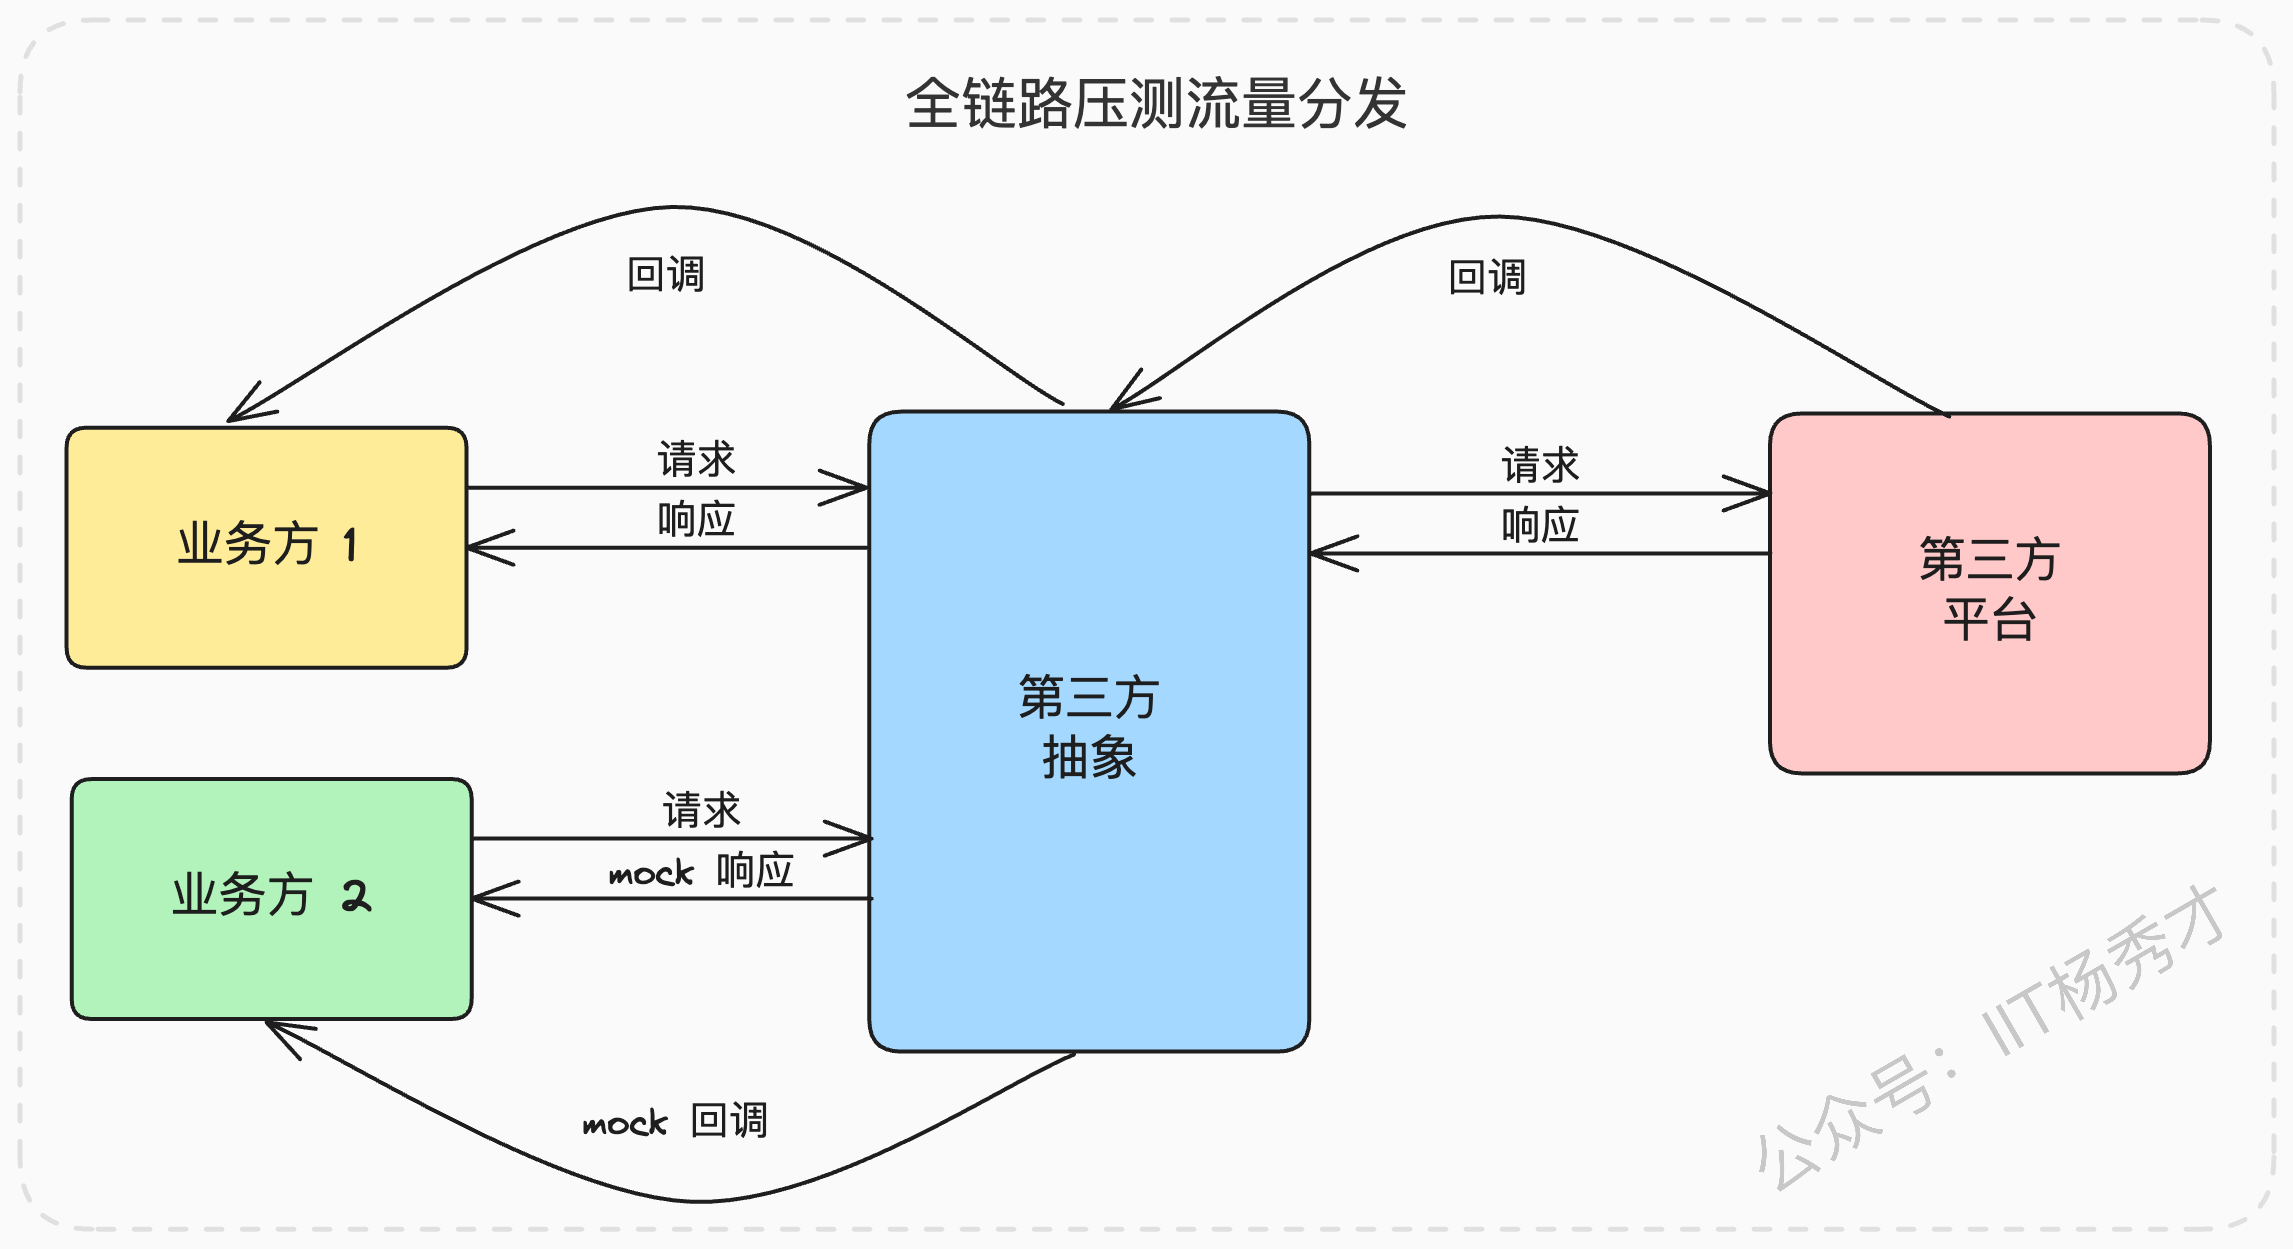 全链路压测流量分发
回调
回调
请求
响应
请求
响应
业务方 1
第三方
平台
第三方
抽象
请求
mock 响应
业务方 2
mock 回调
公众号：IIT杨秀才